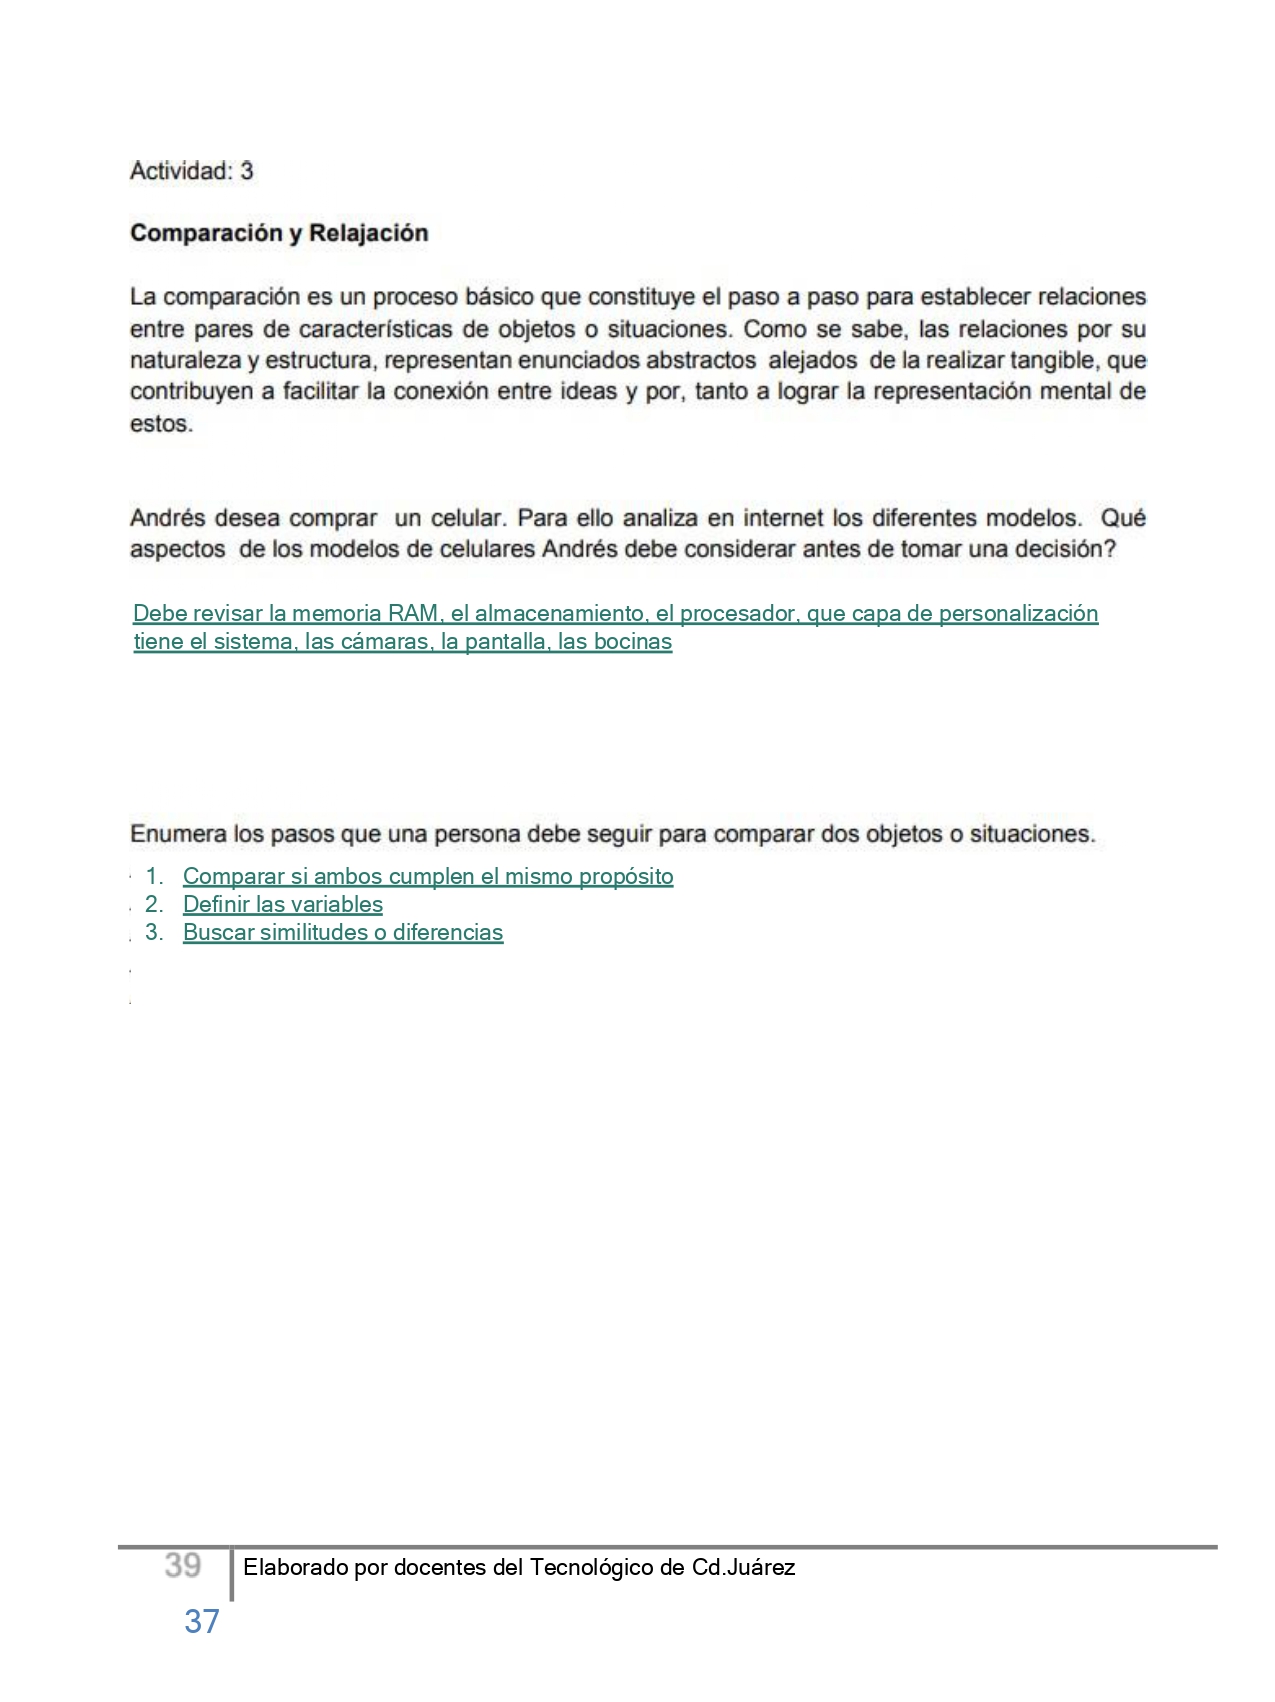 Actividad: 3
Comparación y Relajación
La comparación es un proceso básico que constituye el paso a paso para establecer relaciones
entre pares de características de objetos o situaciones. Como se sabe, las relaciones por su
naturaleza y estructura, representan enunciados abstractos alejados de la realizar tangible, que
contribuyen a facilitar la conexión entre ideas y por, tanto a lograr la representación mental de
estos.
Andrés desea comprar un celular. Para ello analiza en internet los diferentes modelos. Qué
aspectos de los modelos de celulares Andrés debe considerar antes de tomar una decisión?
Debe revisar la memoria RAM, el almacenamiento, el procesador, que capa de personalización
tiene el sistema, las cámaras, la pantalla, las bocinas
Enumera los pasos que una persona debe seguir para comparar dos objetos o situaciones.
1. Comparar si ambos cumplen el mismo propósito
2. Definir las variables
3. Buscar similitudes o diferencias
39 Elaborado por docentes del Tecnológico de Cd.Juárez
37